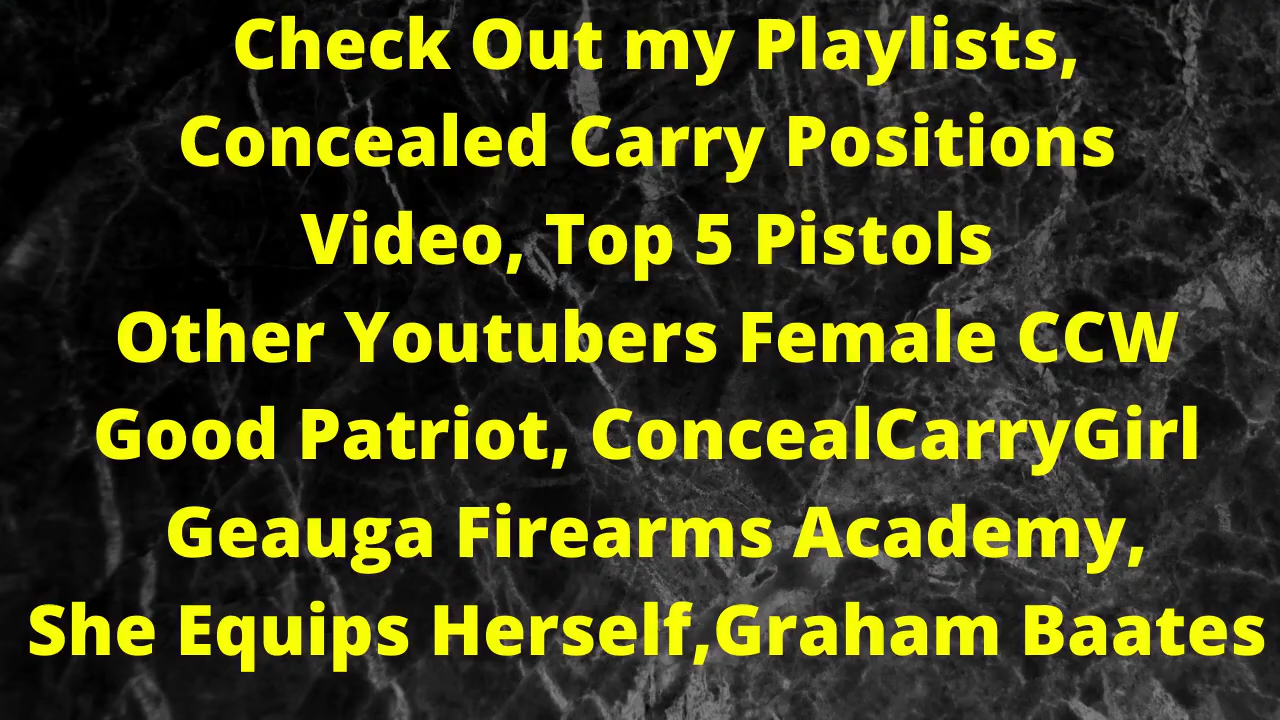 Check Out my Playlists,
Concealed Carry Positions
Video, Top 5 Pistols
Other Youtubers Female CCW
Good Patriot, ConcealCarryGirl
Geauga Firearms Academy,
She Equips Herself,Graham Baates